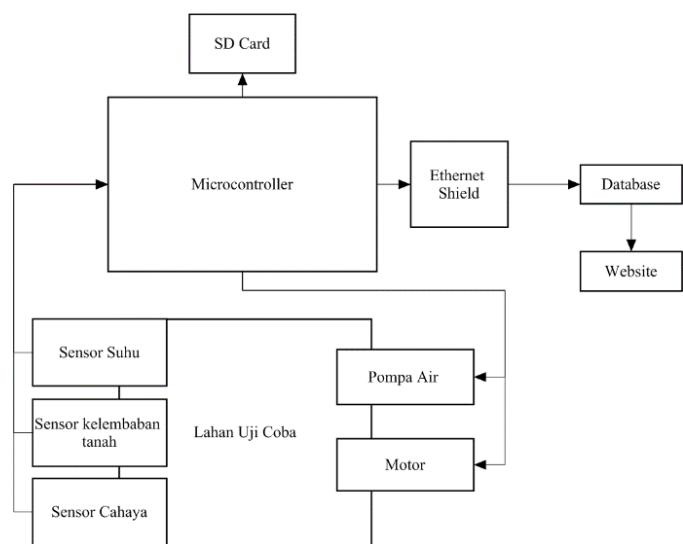 SD Card
Microcontroller
Ethernet
Shield
Database
Website
Sensor Suhu
Pompa Air
Sensor kelembaban
tanah
Lahan Uji Coba
Motor
Sensor Cahaya